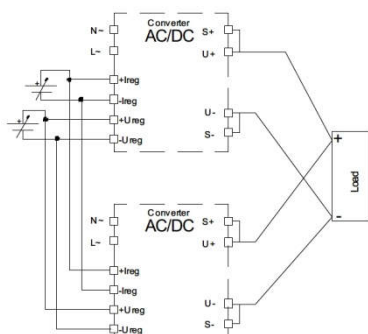 Converter
AC/DC
N~
S+
L~
U+
+Ireg
-Ireg
U-
+Ureg
S-
-Ureg
+
+
+
-
Load
Converter
AC/DC
N~
S+
L~
U+
+Ireg
-Ireg
U-
+Ureg
S-
-Ureg